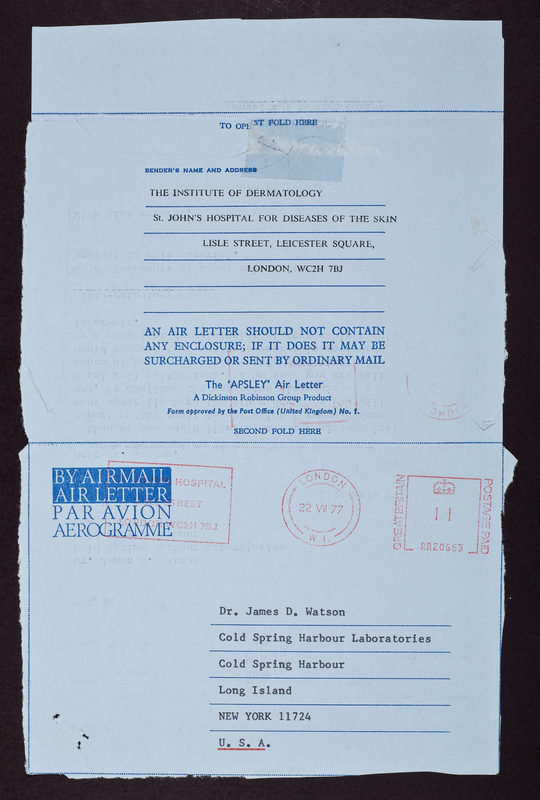 TO OPE ST FOLD HERE
SENDER'S NAME AND ADDRESS
THE INSTITUTE OF DERMATOLOGY
St. JOHN'S HOSPITAL FOR DISEASES OF THE SKIN
LISLE STREET, LEICESTER SQUARE,
LONDON, WC2H 7BJ
AN AIR LETTER SHOULD NOT CONTAIN
ANY ENCLOSURE; IF IT DOES IT MAY BE
SURCHARGED OR SENT BY ORDINARY MAIL
The 'APSLEY' Air Letter
A Dickinson Robinson Group Product
Form approved by the Post Office (United Kingdom) No. 1.
SECOND FOLD HERE
BY AIRMAIL
AIR LETTER
PAR AVION
AEROGRAMME
HOSPITAL
REET
WC2H 7BJ
LONDON
22 VII 77
W.1.
GREAT BRITAIN
11
RR20553
POSTAGE PAID
Dr. James D. Watson
Cold Spring Harbour Laboratories
Cold Spring Harbour
Long Island
NEW YORK 11724
U. S. A.